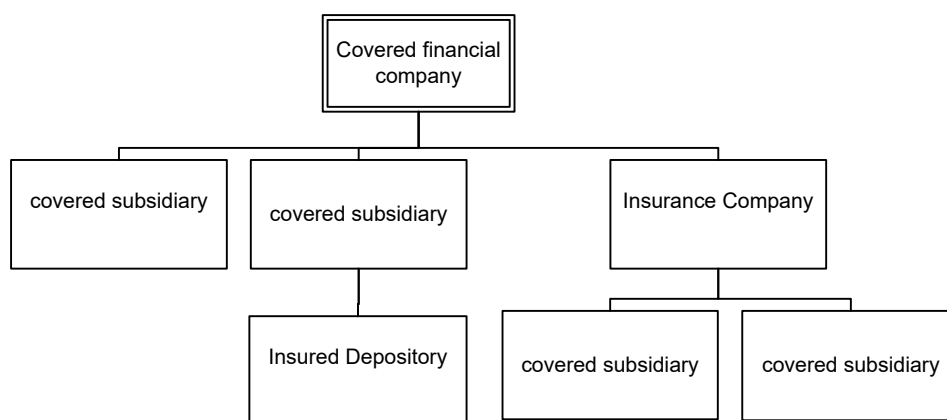 Covered financial
company
covered subsidiary
covered subsidiary
Insurance Company
Insured Depository
covered subsidiary
covered subsidiary